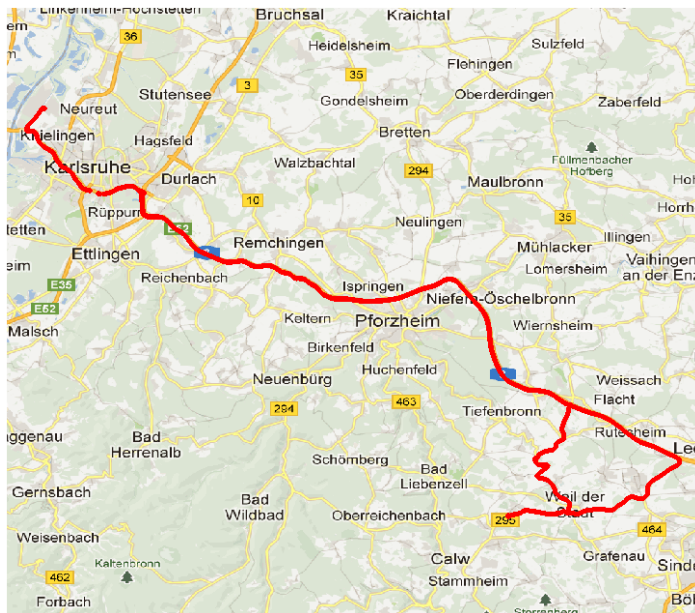 Linkenheim-Hochstetten
Bruchsal
Kraichtal
36
Heidelsheim
Sulzfeld
Flehingen
3
Stutensee
35
Oberderdingen
Neureut
Gondelsheim
Zaberfeld
Knielingen
Hagsfeld
Bretten
Füllmenbacher
Hofberg
Karlsruhe
Walzbachtal
294
Durlach
Maulbronn
10
Rüppurr
35
Neulingen
Illingen
E52
Remchingen
Mühlacker
Ettlingen
Vaihingen
an der Enz
Reichenbach
Lomersheim
E35
Ispringen
Niefern-Öschelbronn
E52
Malsch
Keltern
Pforzheim
Wiernsheim
Birkenfeld
Huchenfeld
Weissach
Neuenbürg
Flacht
463
294
Tiefenbronn
Rutesheim
Bad
Herrenalb
Schömberg
Bad
Liebenzell
Gernsbach
Bad
Wildbad
Weil der
Stadt
Oberreichenbach
295
464
Weisenbach
Grafenau
Calw
Kaltenbronn
462
Stammheim
Forbach